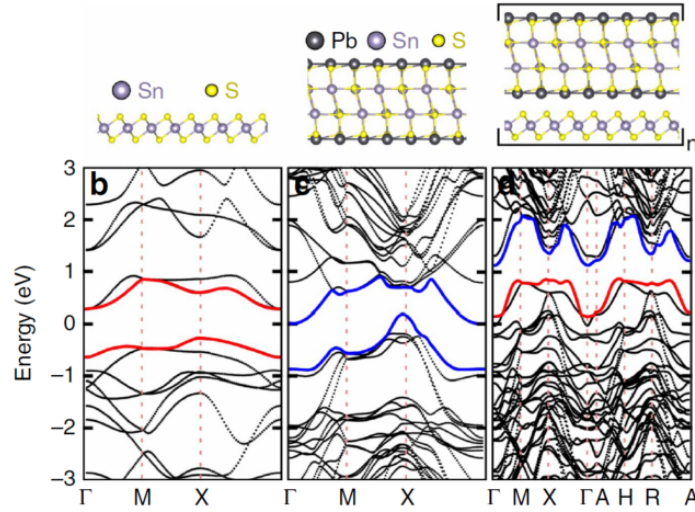 Pb Sn S
Sn S
n
b c d
3
2
1
0
−1
−2
−3
Energy (eV)
Γ M X Γ M X Γ M X Γ A H R A